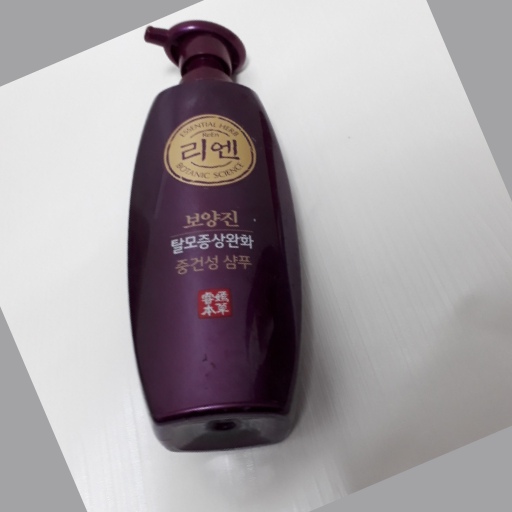 ESSENTIAL HERB
ReEn
리엔
BOTANIC SCIENCE
보양진
탈모증상완화
중건성 샴푸